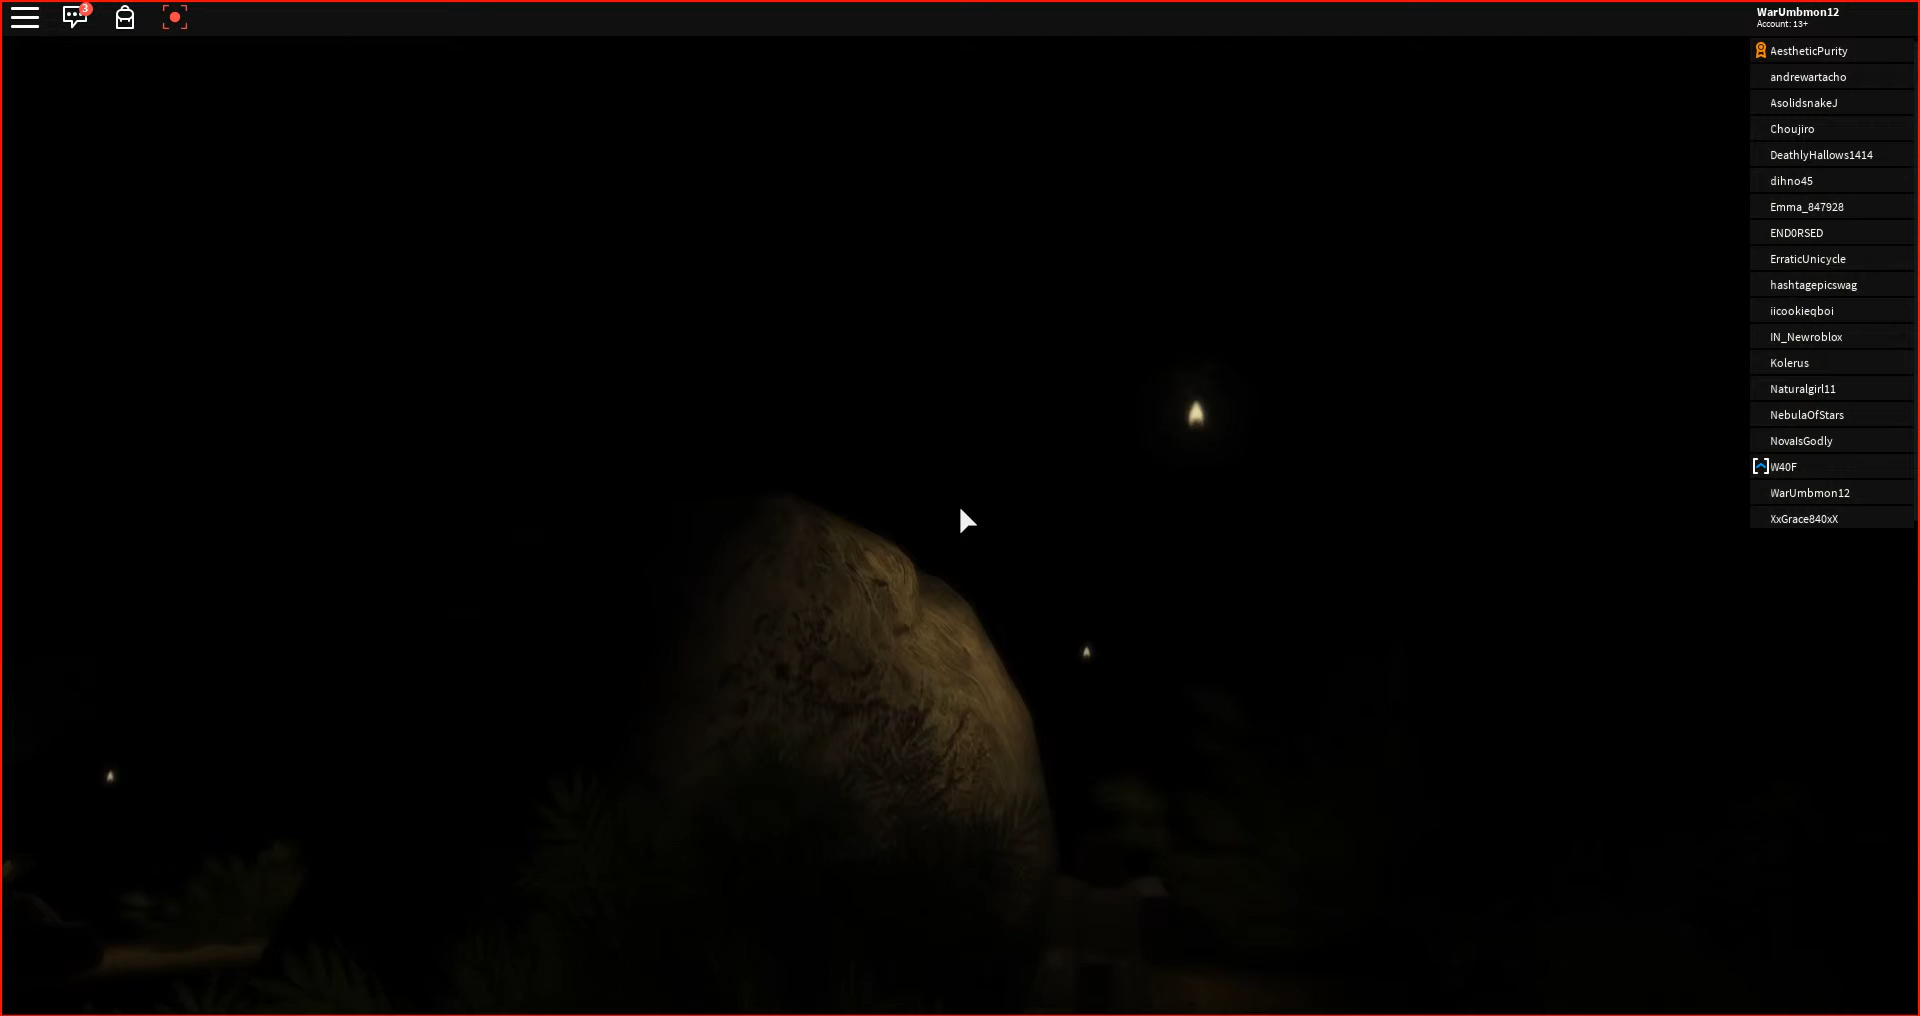 3
WarUmbmon12
Account: 13+
AestheticPurity
andrewartacho
AsolidsnakeJ
Choujiro
DeathlyHallows1414
dihno45
Emma_847928
END0RSED
ErraticUnicycle
hashtagepicswag
iicookieqboi
IN_Newroblox
Kolerus
Naturalgirl11
NebulaOfStars
NovaIsGodly
W40F
WarUmbmon12
XxGrace840xX